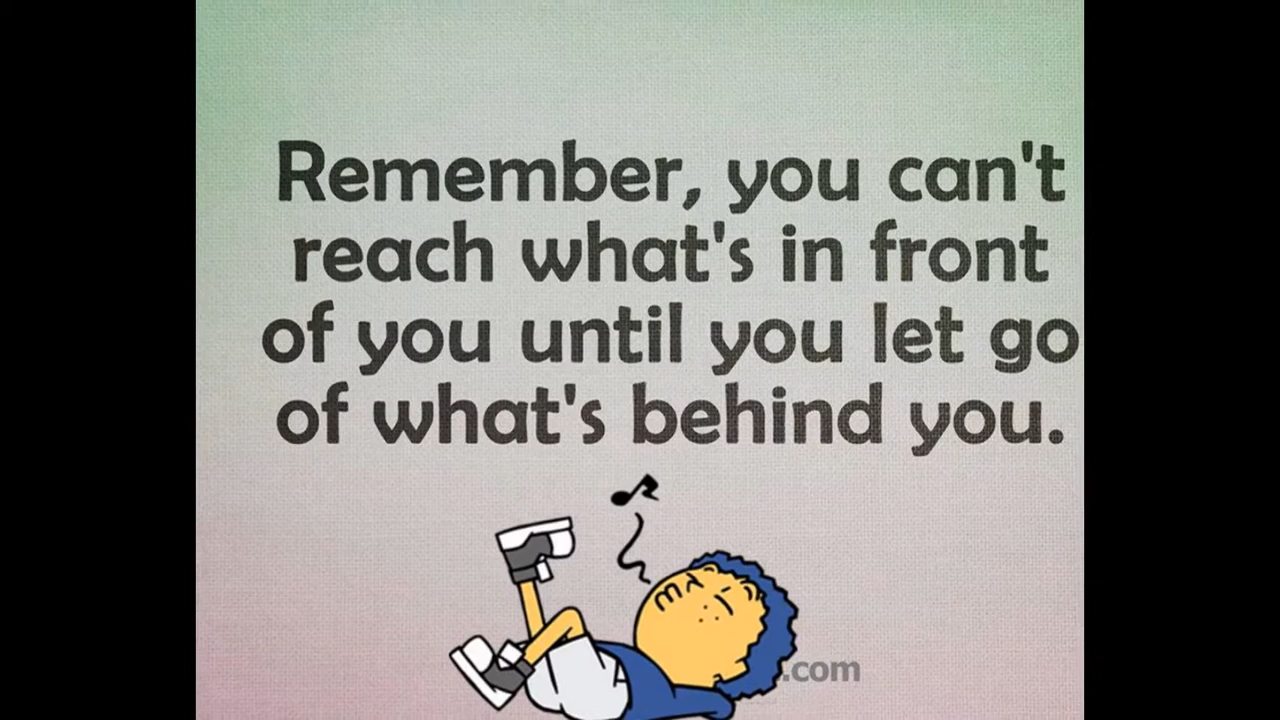 Remember, you can't
reach what's in front
of you until you let go
of what's behind you.
.com